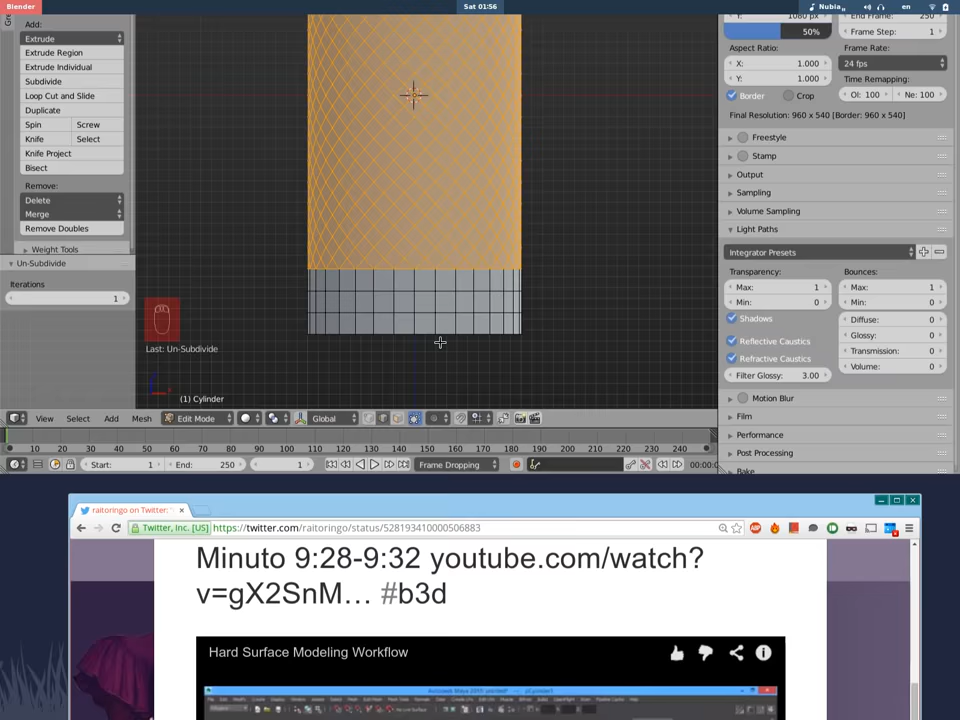 Blender
Sat 01:56
Nubia
en
Add:
Extrude
Extrude Region
Extrude Individual
Subdivide
Loop Cut and Slide
Duplicate
Spin Screw
Knife Select
Knife Project
Bisect
Remove:
Delete
Merge
Remove Doubles
Weight Tools
Un-Subdivide
Iterations
1
Last: Un-Subdivide
(1) Cylinder
View Select Add Mesh Edit Mode Global
0 10 20 30 40 50 60 70 80 90 100 110 120 130 140 150 160 170 180 190 200 210 220 230 240
Start: 1 End: 250 1 Frame Dropping 00:00:
Y: 1080 px
50%
End Frame: 250
Frame Step: 1
Aspect Ratio:
X: 1.000
Y: 1.000
Frame Rate:
24 fps
Time Remapping:
Ol: 100 Ne: 100
Border Crop
Final Resolution: 960 x 540 [Border: 960 x 540]
Freestyle
Stamp
Output
Sampling
Volume Sampling
Light Paths
Integrator Presets
Transparency:
Max: 1
Min: 0
Shadows
Reflective Caustics
Refractive Caustics
Filter Glossy: 3.00
Bounces:
Max: 1
Min: 0
Diffuse: 0
Glossy: 0
Transmission: 0
Volume: 0
Motion Blur
Film
Performance
Post Processing
Bake
raitoringo on Twitter:
Twitter, Inc. [US] https://twitter.com/raitoringo/status/528193410000506883
Minuto 9:28-9:32 youtube.com/watch?
v=gX2SnM… #b3d
Hard Surface Modeling Workflow